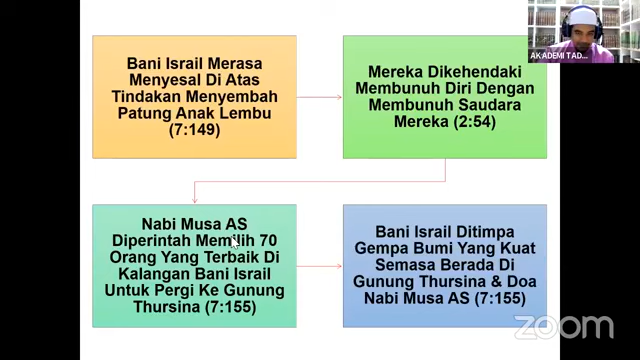 Bani Israil Merasa
Menyesal Di Atas
Tindakan Menyembah
Patung Anak Lembu
(7:149)
Mereka Dikehendaki
Membunuh Diri Dengan
Membunuh Saudara
Mereka (2:54)
Nabi Musa AS
Diperintah Memilih 70
Orang Yang Terbaik Di
Kalangan Bani Israil
Untuk Pergi Ke Gunung
Thursina (7:155)
Bani Israil Ditimpa
Gempa Bumi Yang Kuat
Semasa Berada Di
Gunung Thursina & Doa
Nabi Musa AS (7:155)
AKADEMI TAD...
zoom